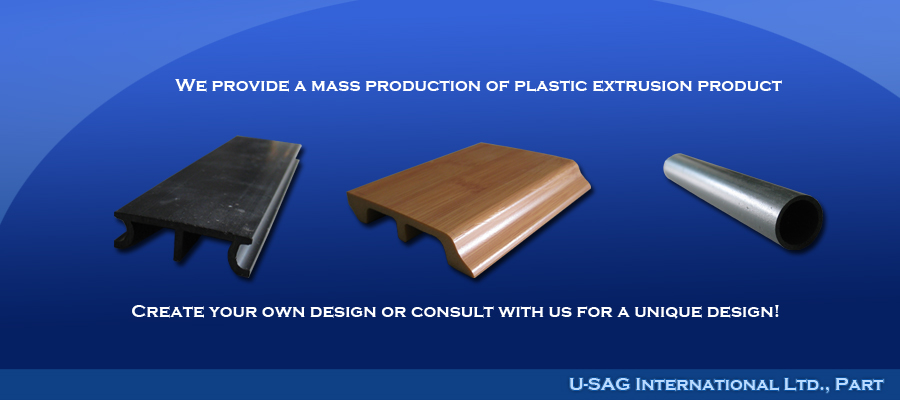 We provide a mass production of plastic extrusion product
Create your own design or consult with us for a unique design!
U-SAG International Ltd., Part